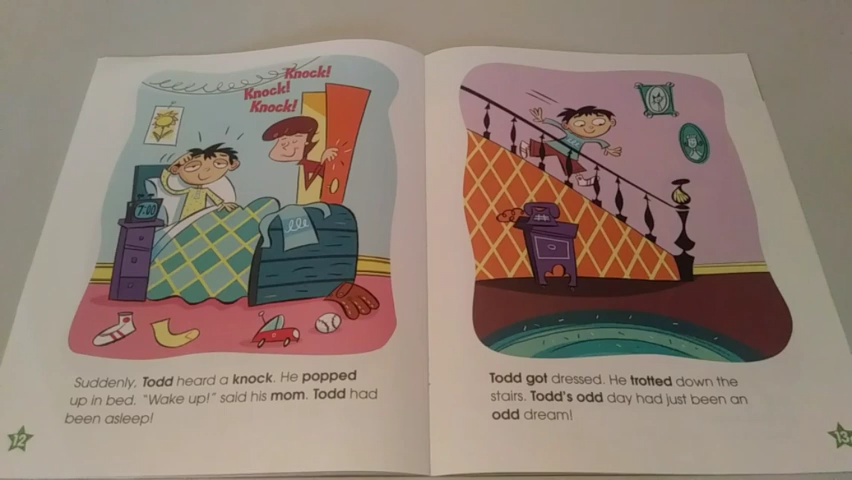 Knock!
Knock!
Knock!
7:00
Suddenly, Todd heard a knock. He popped
up in bed. "Wake up!" said his mom. Todd had
been asleep!
12
Todd got dressed. He trotted down the
stairs. Todd's odd day had just been an
odd dream!
13